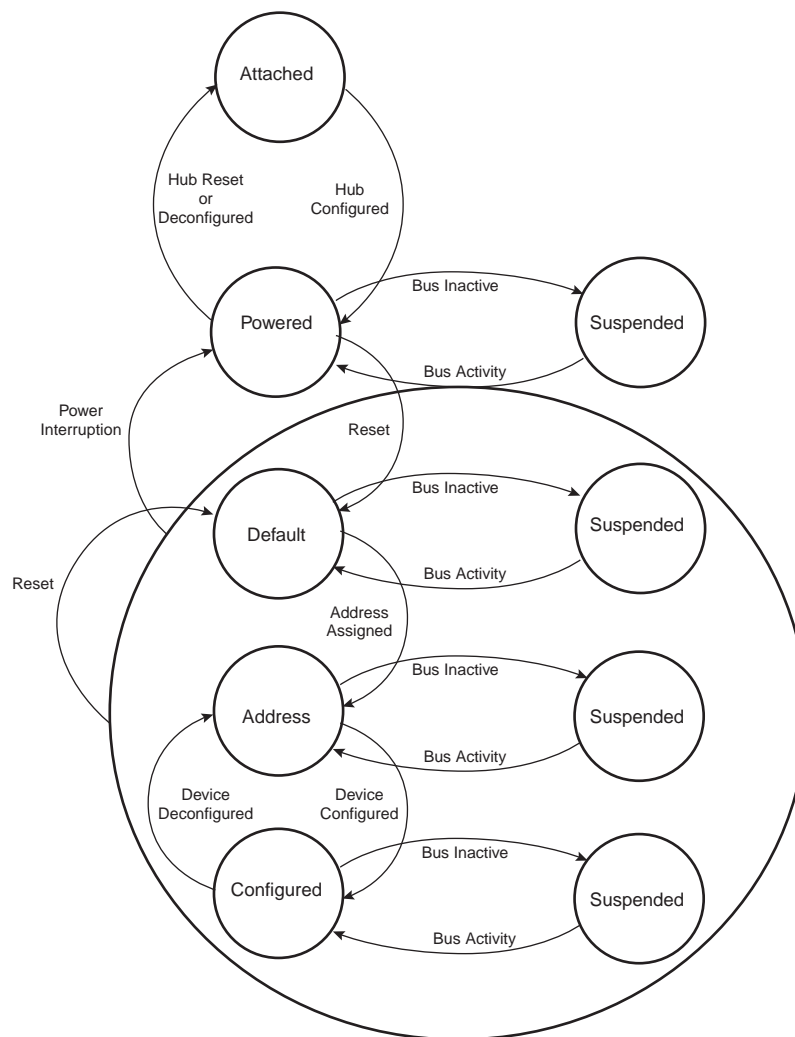 Attached
Hub Reset
or
Deconfigured
Hub
Configured
Bus Inactive
Powered
Suspended
Bus Activity
Power
Interruption
Reset
Bus Inactive
Default
Suspended
Bus Activity
Reset
Address
Assigned
Bus Inactive
Address
Suspended
Bus Activity
Device
Deconfigured
Device
Configured
Bus Inactive
Configured
Suspended
Bus Activity